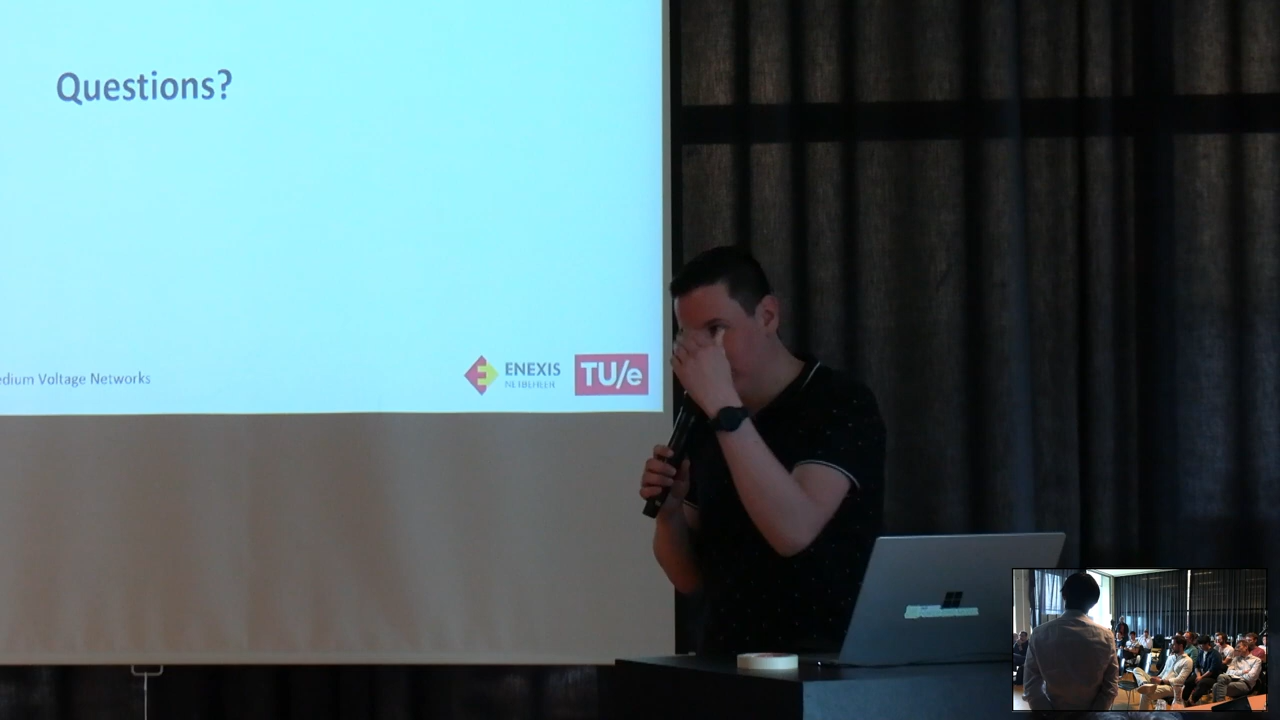 Questions?
edium Voltage Networks
ENEXIS
NETBEHEER
TU/e